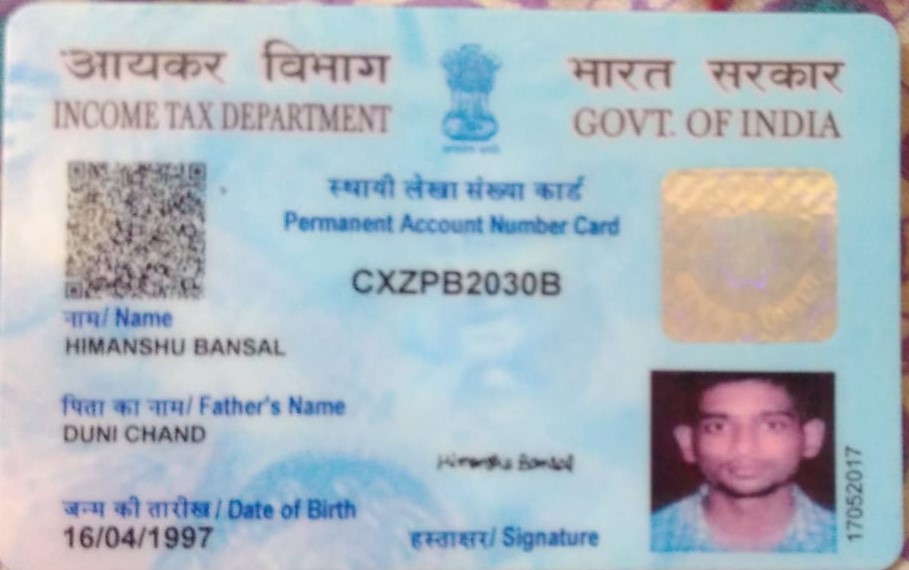 आयकर विभाग
INCOME TAX DEPARTMENT
भारत सरकार
GOVT. OF INDIA
स्थायी लेखा संख्या कार्ड
Permanent Account Number Card
CXZPB2030B
नाम/ Name
HIMANSHU BANSAL
पिता का नाम/ Father's Name
DUNI CHAND
Himanshu Bansal
जन्म की तारीख/ Date of Birth
16/04/1997
हस्ताक्षर/ Signature
17052017